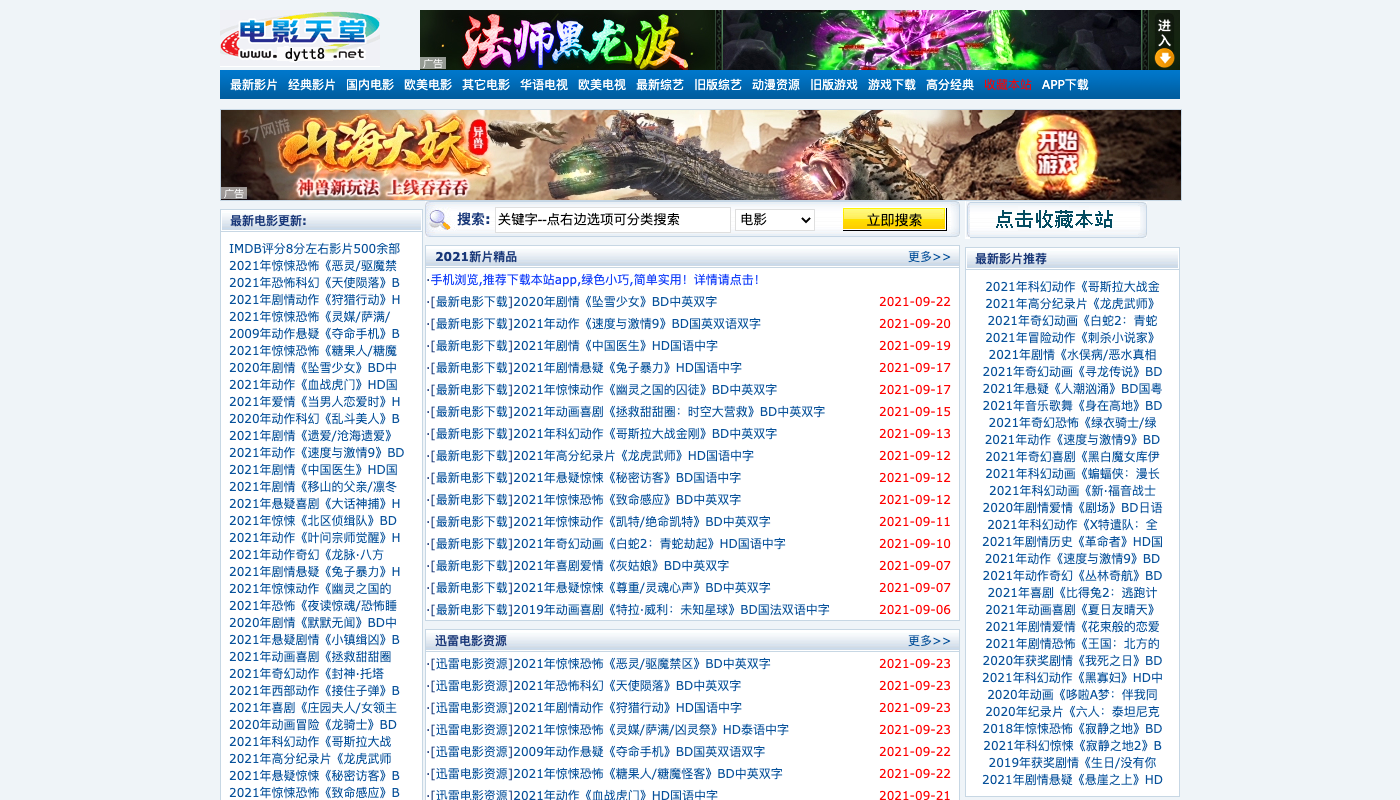 电影天堂
www.dytt8.net
法师黑龙波
进入
广告
最新影片 经典影片 国内电影 欧美电影 其它电影 华语电视 欧美电视 最新综艺 旧版综艺 动漫资源 旧版游戏 游戏下载 高分经典 收藏本站 APP下载
37网游
山海大妖
异兽
神兽新玩法 上线吞吞吞
开始游戏
广告
搜索: 关键字--点右边选项可分类搜索 电影 立即搜索
点击收藏本站
最新电影更新:
IMDB评分8分左右影片500余部
2021年惊悚恐怖《恶灵/驱魔禁
2021年恐怖科幻《天使陨落》B
2021年剧情动作《狩猎行动》H
2021年惊悚恐怖《灵媒/萨满/
2009年动作悬疑《夺命手机》B
2021年惊悚恐怖《糖果人/糖魔
2020年剧情《坠雪少女》BD中
2021年动作《血战虎门》HD国
2021年爱情《当男人恋爱时》H
2020年动作科幻《乱斗美人》B
2021年剧情《遗爱/沧海遗爱》
2021年动作《速度与激情9》BD
2021年剧情《中国医生》HD国
2021年剧情《移山的父亲/凛冬
2021年悬疑喜剧《大话神捕》H
2021年惊悚《北区侦缉队》BD
2021年动作《叶问宗师觉醒》H
2021年动作奇幻《龙脉·八方
2021年剧情悬疑《兔子暴力》H
2021年惊悚动作《幽灵之国的
2021年恐怖《夜读惊魂/恐怖睡
2020年剧情《默默无闻》BD中
2021年悬疑剧情《小镇缉凶》B
2021年动画喜剧《拯救甜甜圈
2021年奇幻动作《封神·托塔
2021年西部动作《接住子弹》B
2021年喜剧《庄园夫人/女领主
2020年动画冒险《龙骑士》BD
2021年科幻动作《哥斯拉大战
2021年高分纪录片《龙虎武师
2021年悬疑惊悚《秘密访客》B
2021年惊悚恐怖《致命感应》B
2021新片精品 更多>>
·手机浏览,推荐下载本站app,绿色小巧,简单实用！详情请点击！
·[最新电影下载]2020年剧情《坠雪少女》BD中英双字 2021-09-22
·[最新电影下载]2021年动作《速度与激情9》BD国英双语双字 2021-09-20
·[最新电影下载]2021年剧情《中国医生》HD国语中字 2021-09-19
·[最新电影下载]2021年剧情悬疑《兔子暴力》HD国语中字 2021-09-17
·[最新电影下载]2021年惊悚动作《幽灵之国的囚徒》BD中英双字 2021-09-17
·[最新电影下载]2021年动画喜剧《拯救甜甜圈：时空大营救》BD中英双字 2021-09-15
·[最新电影下载]2021年科幻动作《哥斯拉大战金刚》BD中英双字 2021-09-13
·[最新电影下载]2021年高分纪录片《龙虎武师》HD国语中字 2021-09-12
·[最新电影下载]2021年悬疑惊悚《秘密访客》BD国语中字 2021-09-12
·[最新电影下载]2021年惊悚恐怖《致命感应》BD中英双字 2021-09-12
·[最新电影下载]2021年惊悚动作《凯特/绝命凯特》BD中英双字 2021-09-11
·[最新电影下载]2021年奇幻动画《白蛇2：青蛇劫起》HD国语中字 2021-09-10
·[最新电影下载]2021年喜剧爱情《灰姑娘》BD中英双字 2021-09-07
·[最新电影下载]2021年悬疑惊悚《尊重/灵魂心声》BD中英双字 2021-09-07
·[最新电影下载]2019年动画喜剧《特拉·威利：未知星球》BD国法双语中字 2021-09-06
迅雷电影资源 更多>>
·[迅雷电影资源]2021年惊悚恐怖《恶灵/驱魔禁区》BD中英双字 2021-09-23
·[迅雷电影资源]2021年恐怖科幻《天使陨落》BD中英双字 2021-09-23
·[迅雷电影资源]2021年剧情动作《狩猎行动》HD国语中字 2021-09-23
·[迅雷电影资源]2021年惊悚恐怖《灵媒/萨满/凶灵祭》HD泰语中字 2021-09-23
·[迅雷电影资源]2009年动作悬疑《夺命手机》BD国英双语双字 2021-09-22
·[迅雷电影资源]2021年惊悚恐怖《糖果人/糖魔怪客》BD中英双字 2021-09-22
·[迅雷电影资源]2021年动作《血战虎门》HD国语中字 2021-09-21
最新影片推荐
2021年科幻动作《哥斯拉大战金
2021年高分纪录片《龙虎武师》
2021年奇幻动画《白蛇2：青蛇
2021年冒险动作《刺杀小说家》
2021年剧情《水俣病/恶水真相
2021年奇幻动画《寻龙传说》BD
2021年悬疑《人潮汹涌》BD国粤
2021年音乐歌舞《身在高地》BD
2021年奇幻恐怖《绿衣骑士/绿
2021年动作《速度与激情9》BD
2021年奇幻喜剧《黑白魔女库伊
2021年科幻动画《蝙蝠侠：漫长
2021年科幻动画《新·福音战士
2020年剧情爱情《剧场》BD日语
2021年科幻动作《X特遣队：全
2021年剧情历史《革命者》HD国
2021年动作《速度与激情9》BD
2021年动作奇幻《丛林奇航》BD
2021年喜剧《比得兔2：逃跑计
2021年动画喜剧《夏日友晴天》
2021年剧情爱情《花束般的恋爱
2021年剧情恐怖《王国：北方的
2020年获奖剧情《我死之日》BD
2021年科幻动作《黑寡妇》HD中
2020年动画《哆啦A梦：伴我同
2020年纪录片《六人：泰坦尼克
2018年惊悚恐怖《寂静之地》BD
2021年科幻惊悚《寂静之地2》B
2019年获奖剧情《生日/没有你
2021年剧情悬疑《悬崖之上》HD